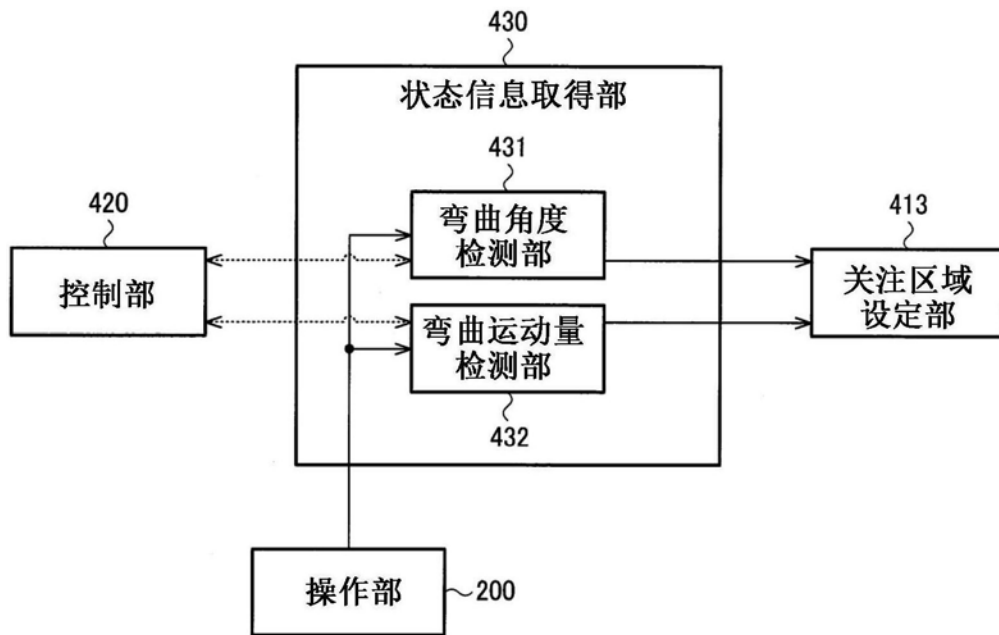 430
状态信息取得部
431
弯曲角度
检测部
420
控制部
413
关注区域
设定部
弯曲运动量
检测部
432
操作部
200